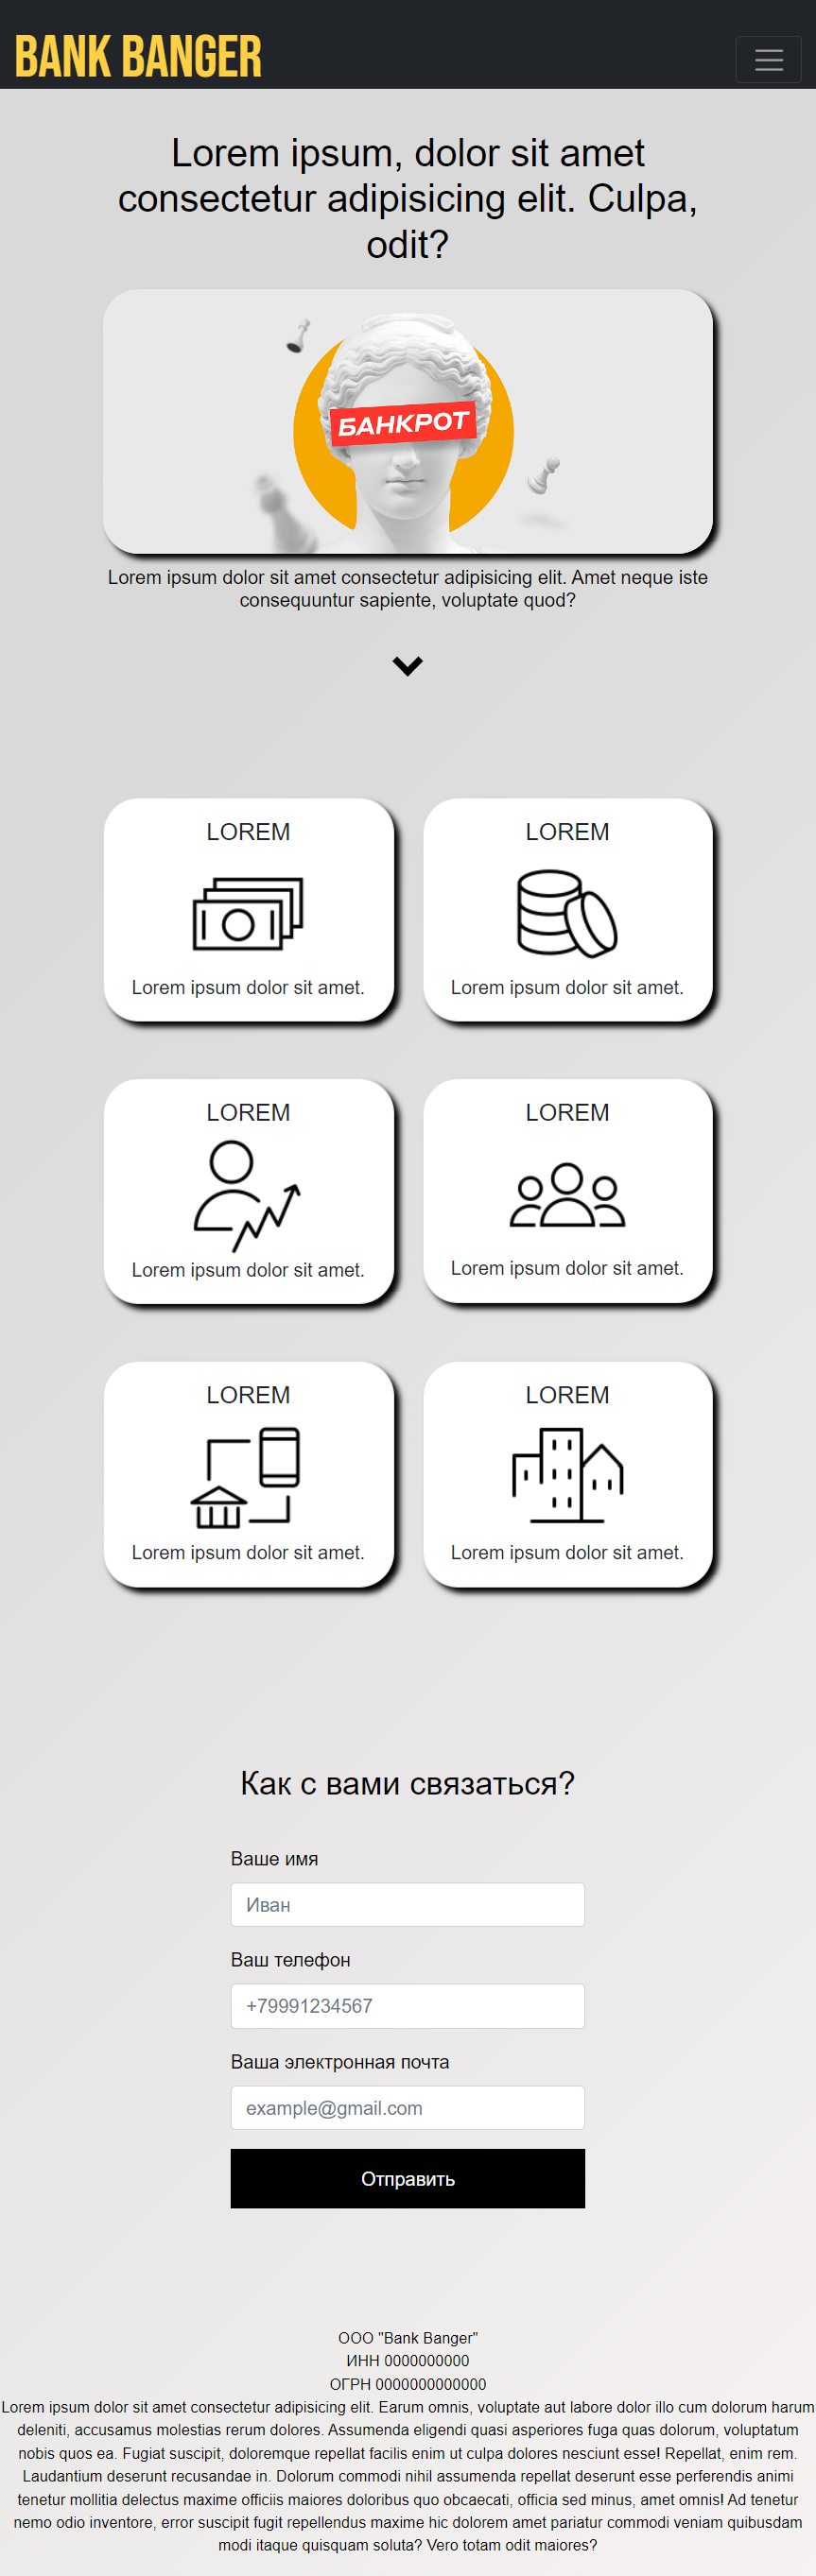 BANK BANGER
Lorem ipsum, dolor sit amet
consectetur adipisicing elit. Culpa,
odit?
БАНКРОТ
Lorem ipsum dolor sit amet consectetur adipisicing elit. Amet neque iste
consequuntur sapiente, voluptate quod?
LOREM
Lorem ipsum dolor sit amet.
LOREM
Lorem ipsum dolor sit amet.
LOREM
Lorem ipsum dolor sit amet.
LOREM
Lorem ipsum dolor sit amet.
LOREM
Lorem ipsum dolor sit amet.
LOREM
Lorem ipsum dolor sit amet.
Как с вами связаться?
Ваше имя
Иван
Ваш телефон
+79991234567
Ваша электронная почта
example@gmail.com
Отправить
ООО "Bank Banger"
ИНН 0000000000
ОГРН 0000000000000
Lorem ipsum dolor sit amet consectetur adipisicing elit. Earum omnis, voluptate aut labore dolor illo cum dolorum harum
deleniti, accusamus molestias rerum dolores. Assumenda eligendi quasi asperiores fuga quas dolorum, voluptatum
nobis quos ea. Fugiat suscipit, doloremque repellat facilis enim ut culpa dolores nesciunt esse! Repellat, enim rem.
Laudantium deserunt recusandae in. Dolorum commodi nihil assumenda repellat deserunt esse perferendis animi
tenetur mollitia delectus maxime officiis maiores doloribus quo obcaecati, officia sed minus, amet omnis! Ad tenetur
nemo odio inventore, error suscipit fugit repellendus maxime hic dolorem amet pariatur commodi veniam quibusdam
modi itaque quisquam soluta? Vero totam odit maiores?